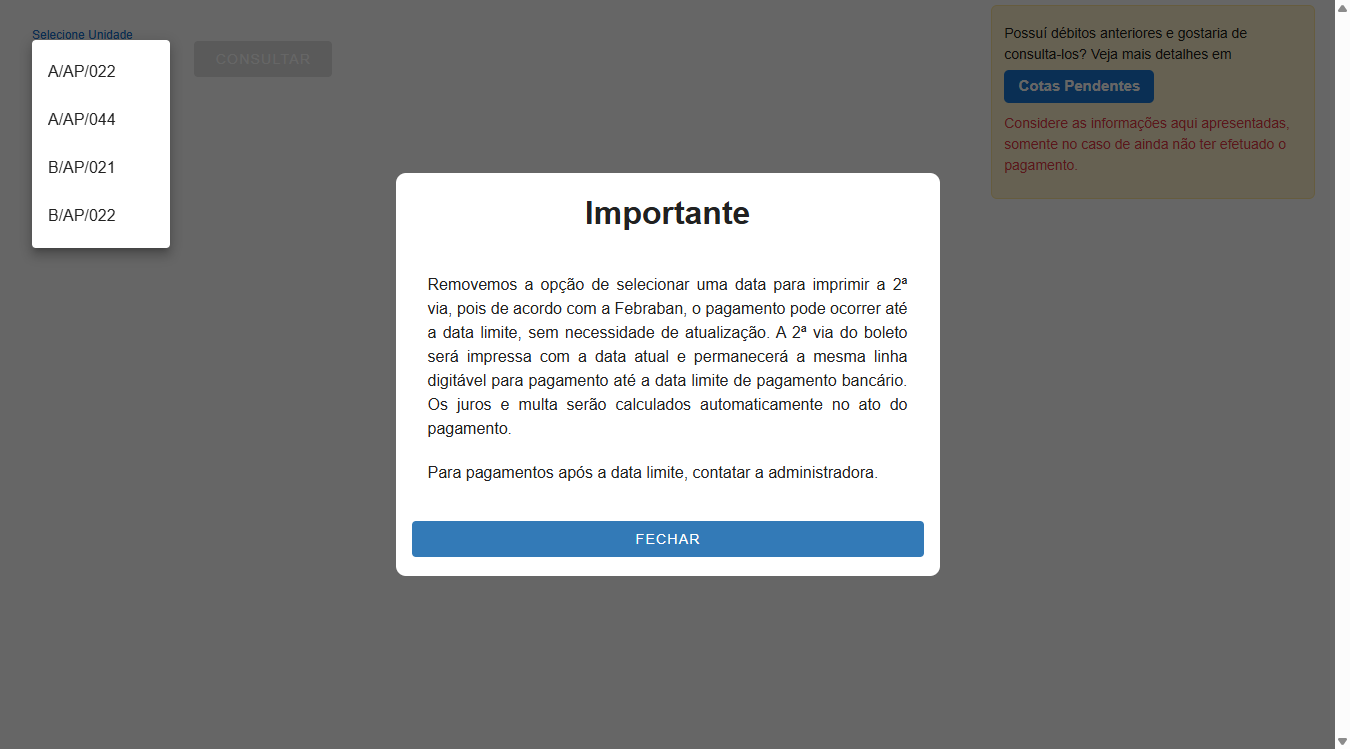 Selecione Unidade
A/AP/022
A/AP/044
B/AP/021
B/AP/022
CONSULTAR
Possuí débitos anteriores e gostaria de
consulta-los? Veja mais detalhes em
Cotas Pendentes
Considere as informações aqui apresentadas,
somente no caso de ainda não ter efetuado o
pagamento.
Importante
Removemos a opção de selecionar uma data para imprimir a 2ª
via, pois de acordo com a Febraban, o pagamento pode ocorrer até
a data limite, sem necessidade de atualização. A 2ª via do boleto
será impressa com a data atual e permanecerá a mesma linha
digitável para pagamento até a data limite de pagamento bancário.
Os juros e multa serão calculados automaticamente no ato do
pagamento.
Para pagamentos após a data limite, contatar a administradora.
FECHAR